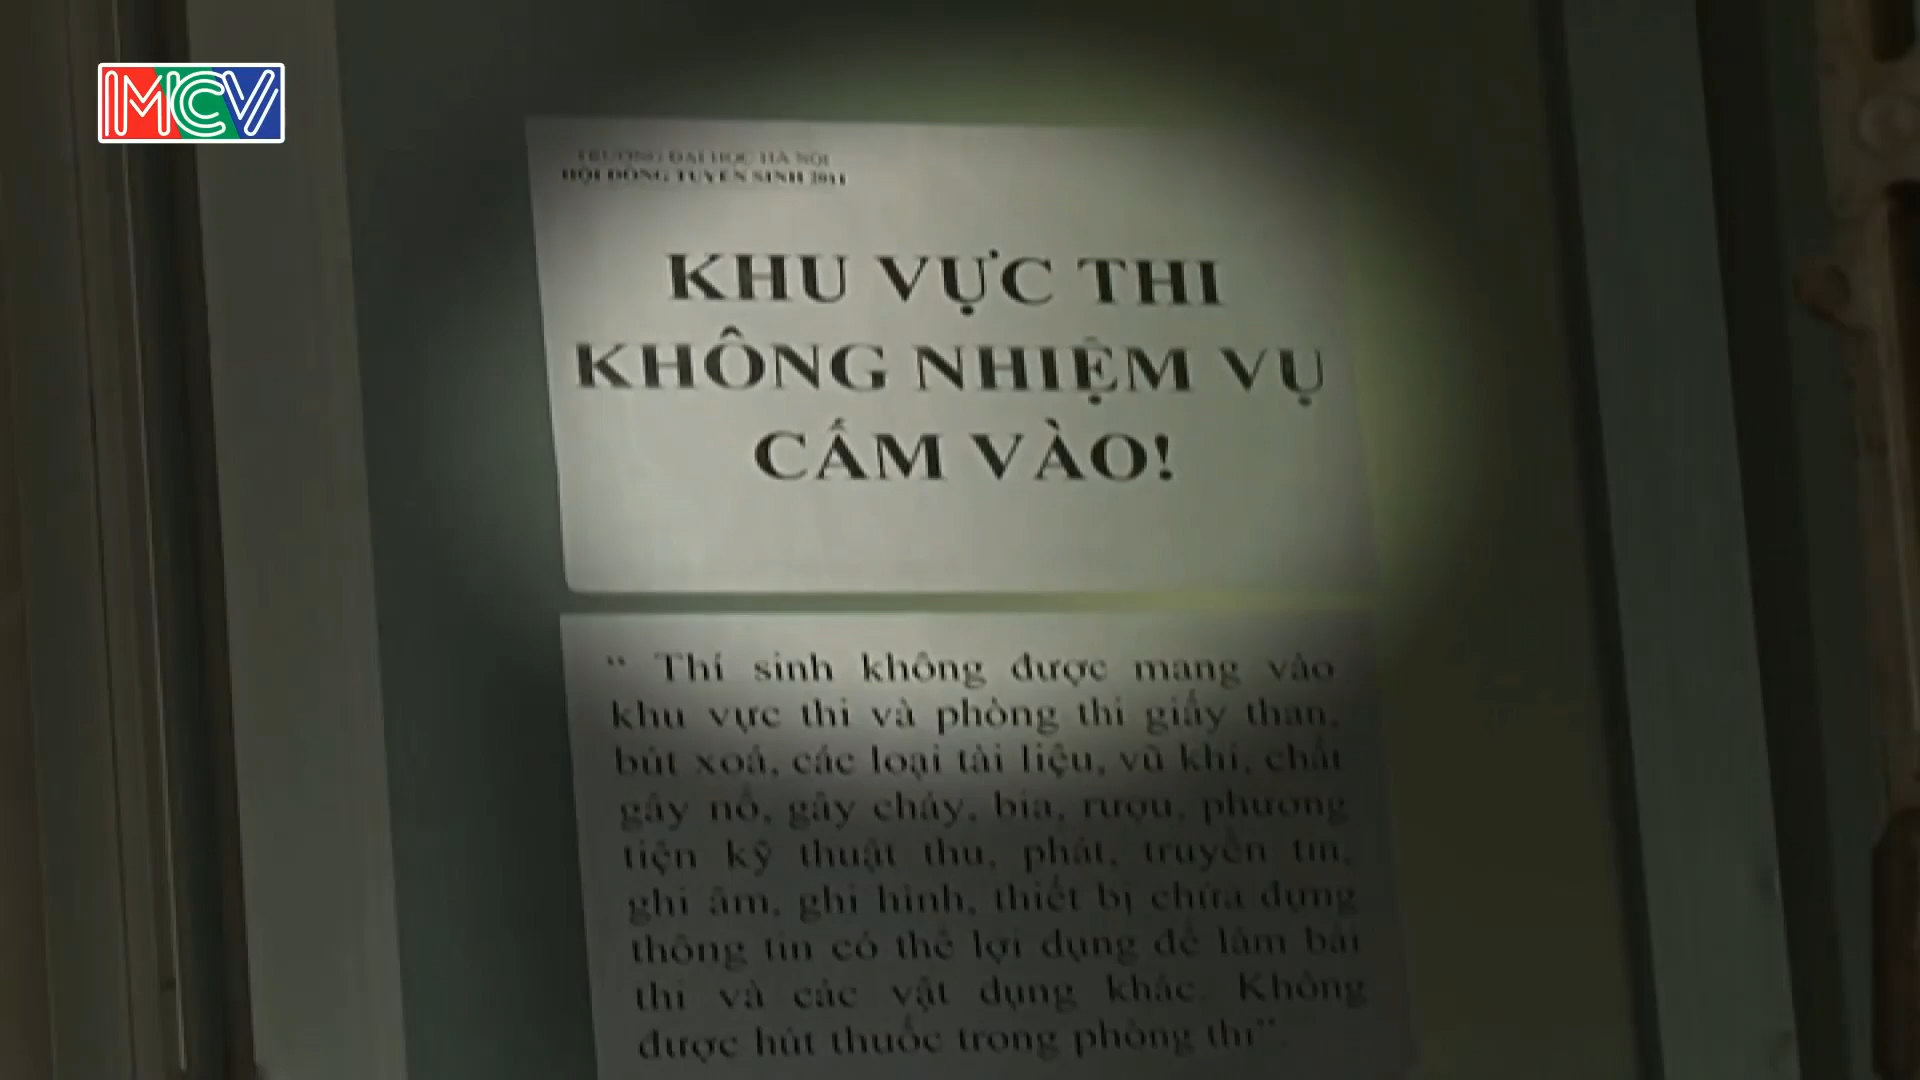 MCV
TRƯỜNG ĐẠI HỌC HÀ NỘI
HỘI ĐỒNG TUYỂN SINH 2011
KHU VỰC THI
KHÔNG NHIỆM VỤ
CẤM VÀO!
“ Thí sinh không được mang vào
khu vực thi và phòng thi giấy than,
bút xoá, các loại tài liệu, vũ khí, chất
gây nổ, gây cháy, bia, rượu, phương
tiện kỹ thuật thu, phát, truyền tin,
ghi âm, ghi hình, thiết bị chứa đựng
thông tin có thể lợi dụng để làm bài
thi và các vật dụng khác. Không
được hút thuốc trong phòng thi”.